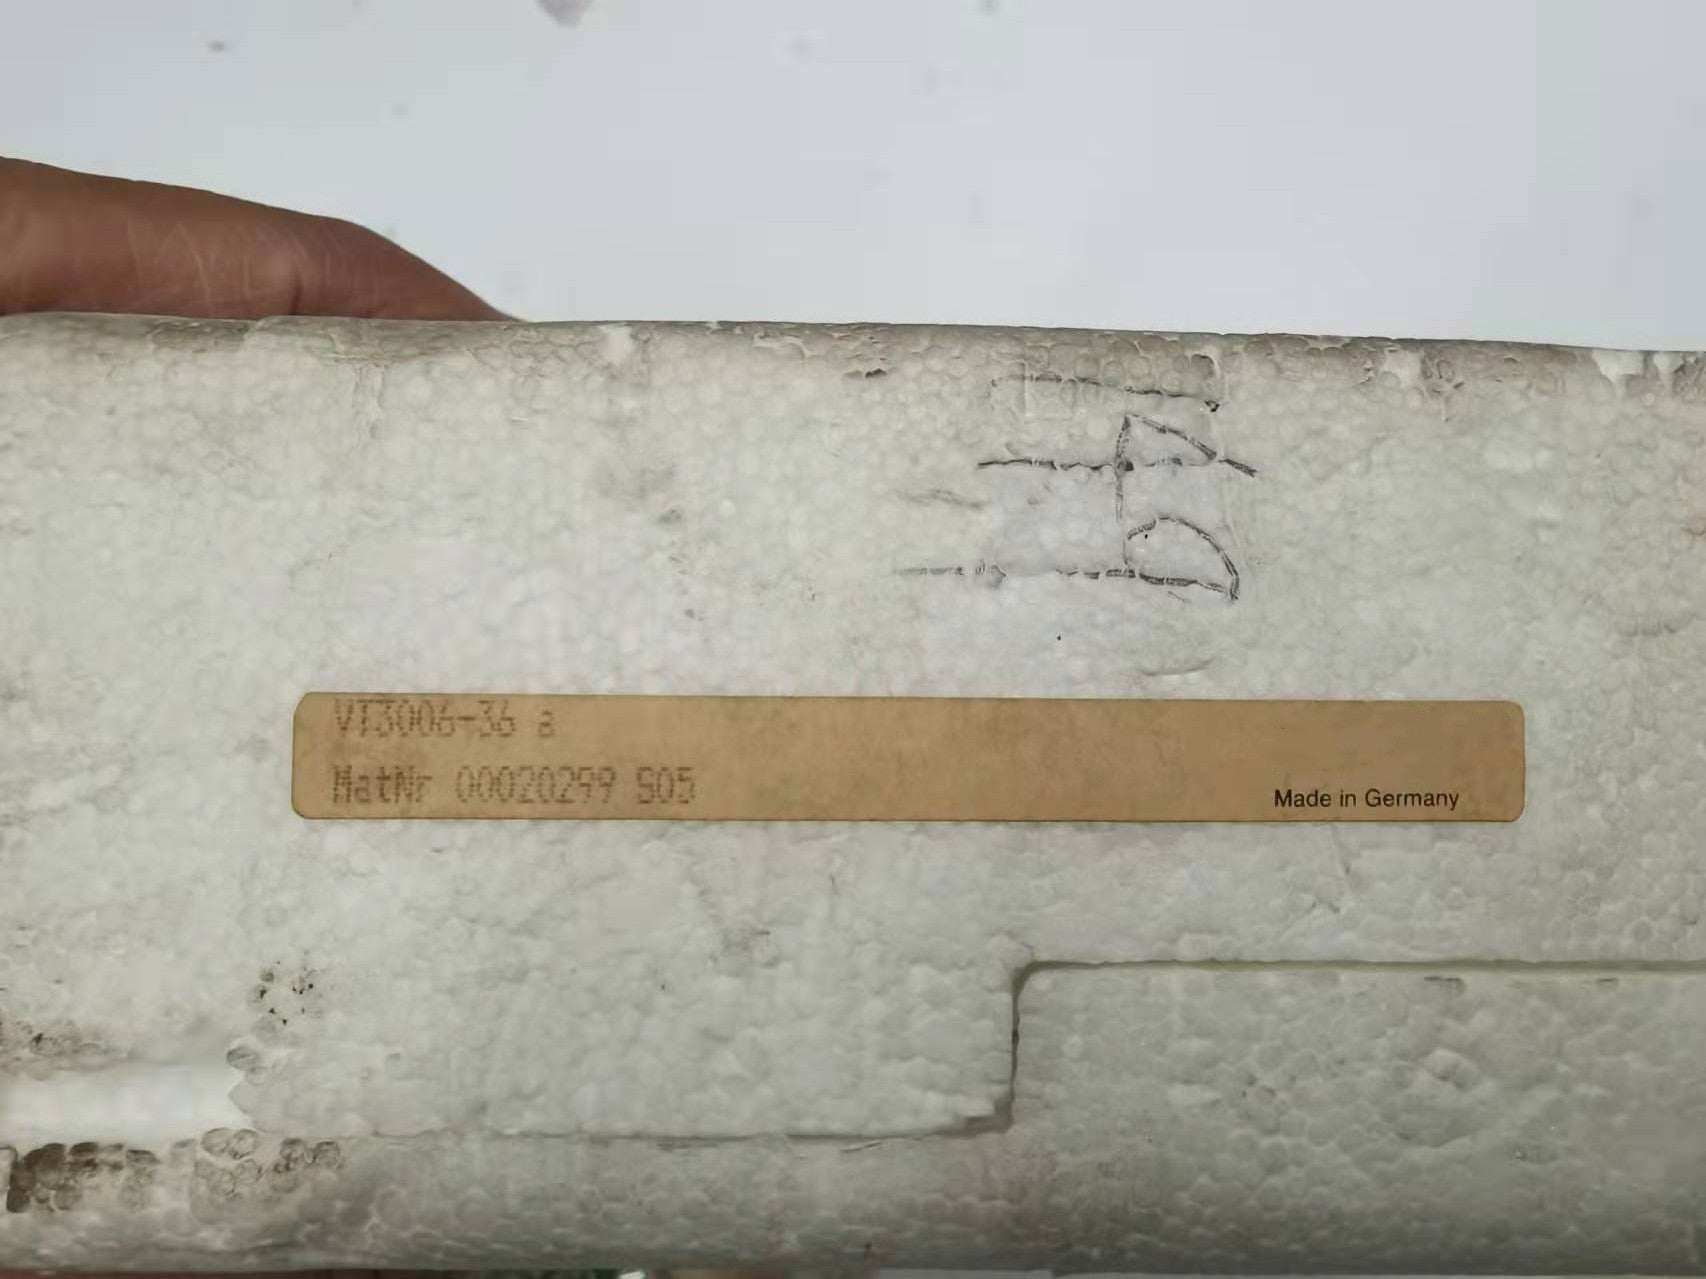 VT3006-36 a
MatNr 00020299 S05
Made in Germany